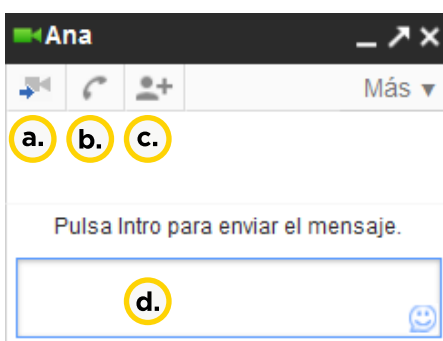 Ana
Más
a. b. c.
Pulsa Intro para enviar el mensaje.
d.